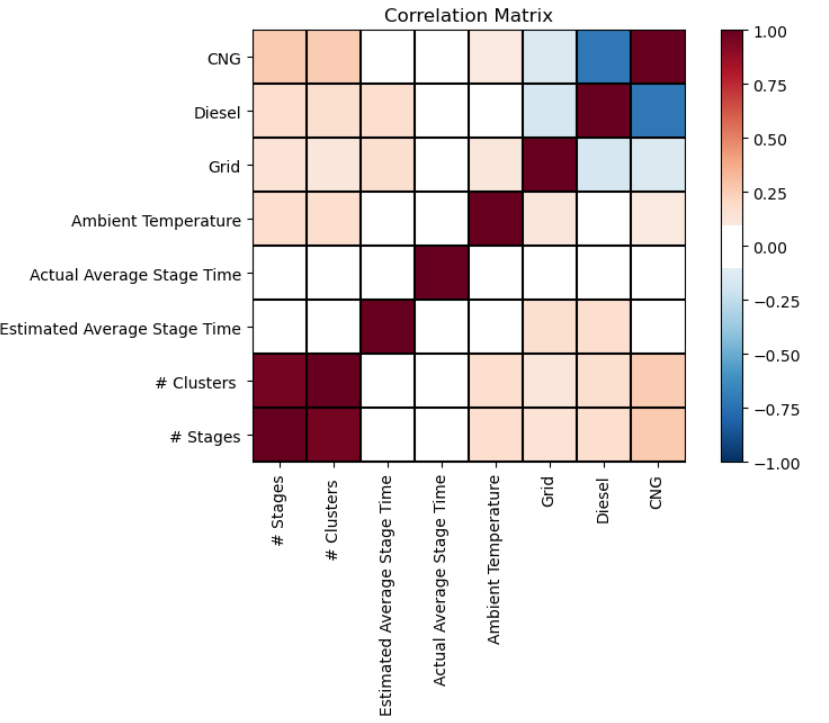 Correlation Matrix
CNG
Diesel
Grid
Ambient Temperature
Actual Average Stage Time
Estimated Average Stage Time
# Clusters
# Stages
# Stages
# Clusters
Estimated Average Stage Time
Actual Average Stage Time
Ambient Temperature
Grid
Diesel
CNG
1.00
0.75
0.50
0.25
0.00
−0.25
−0.50
−0.75
−1.00